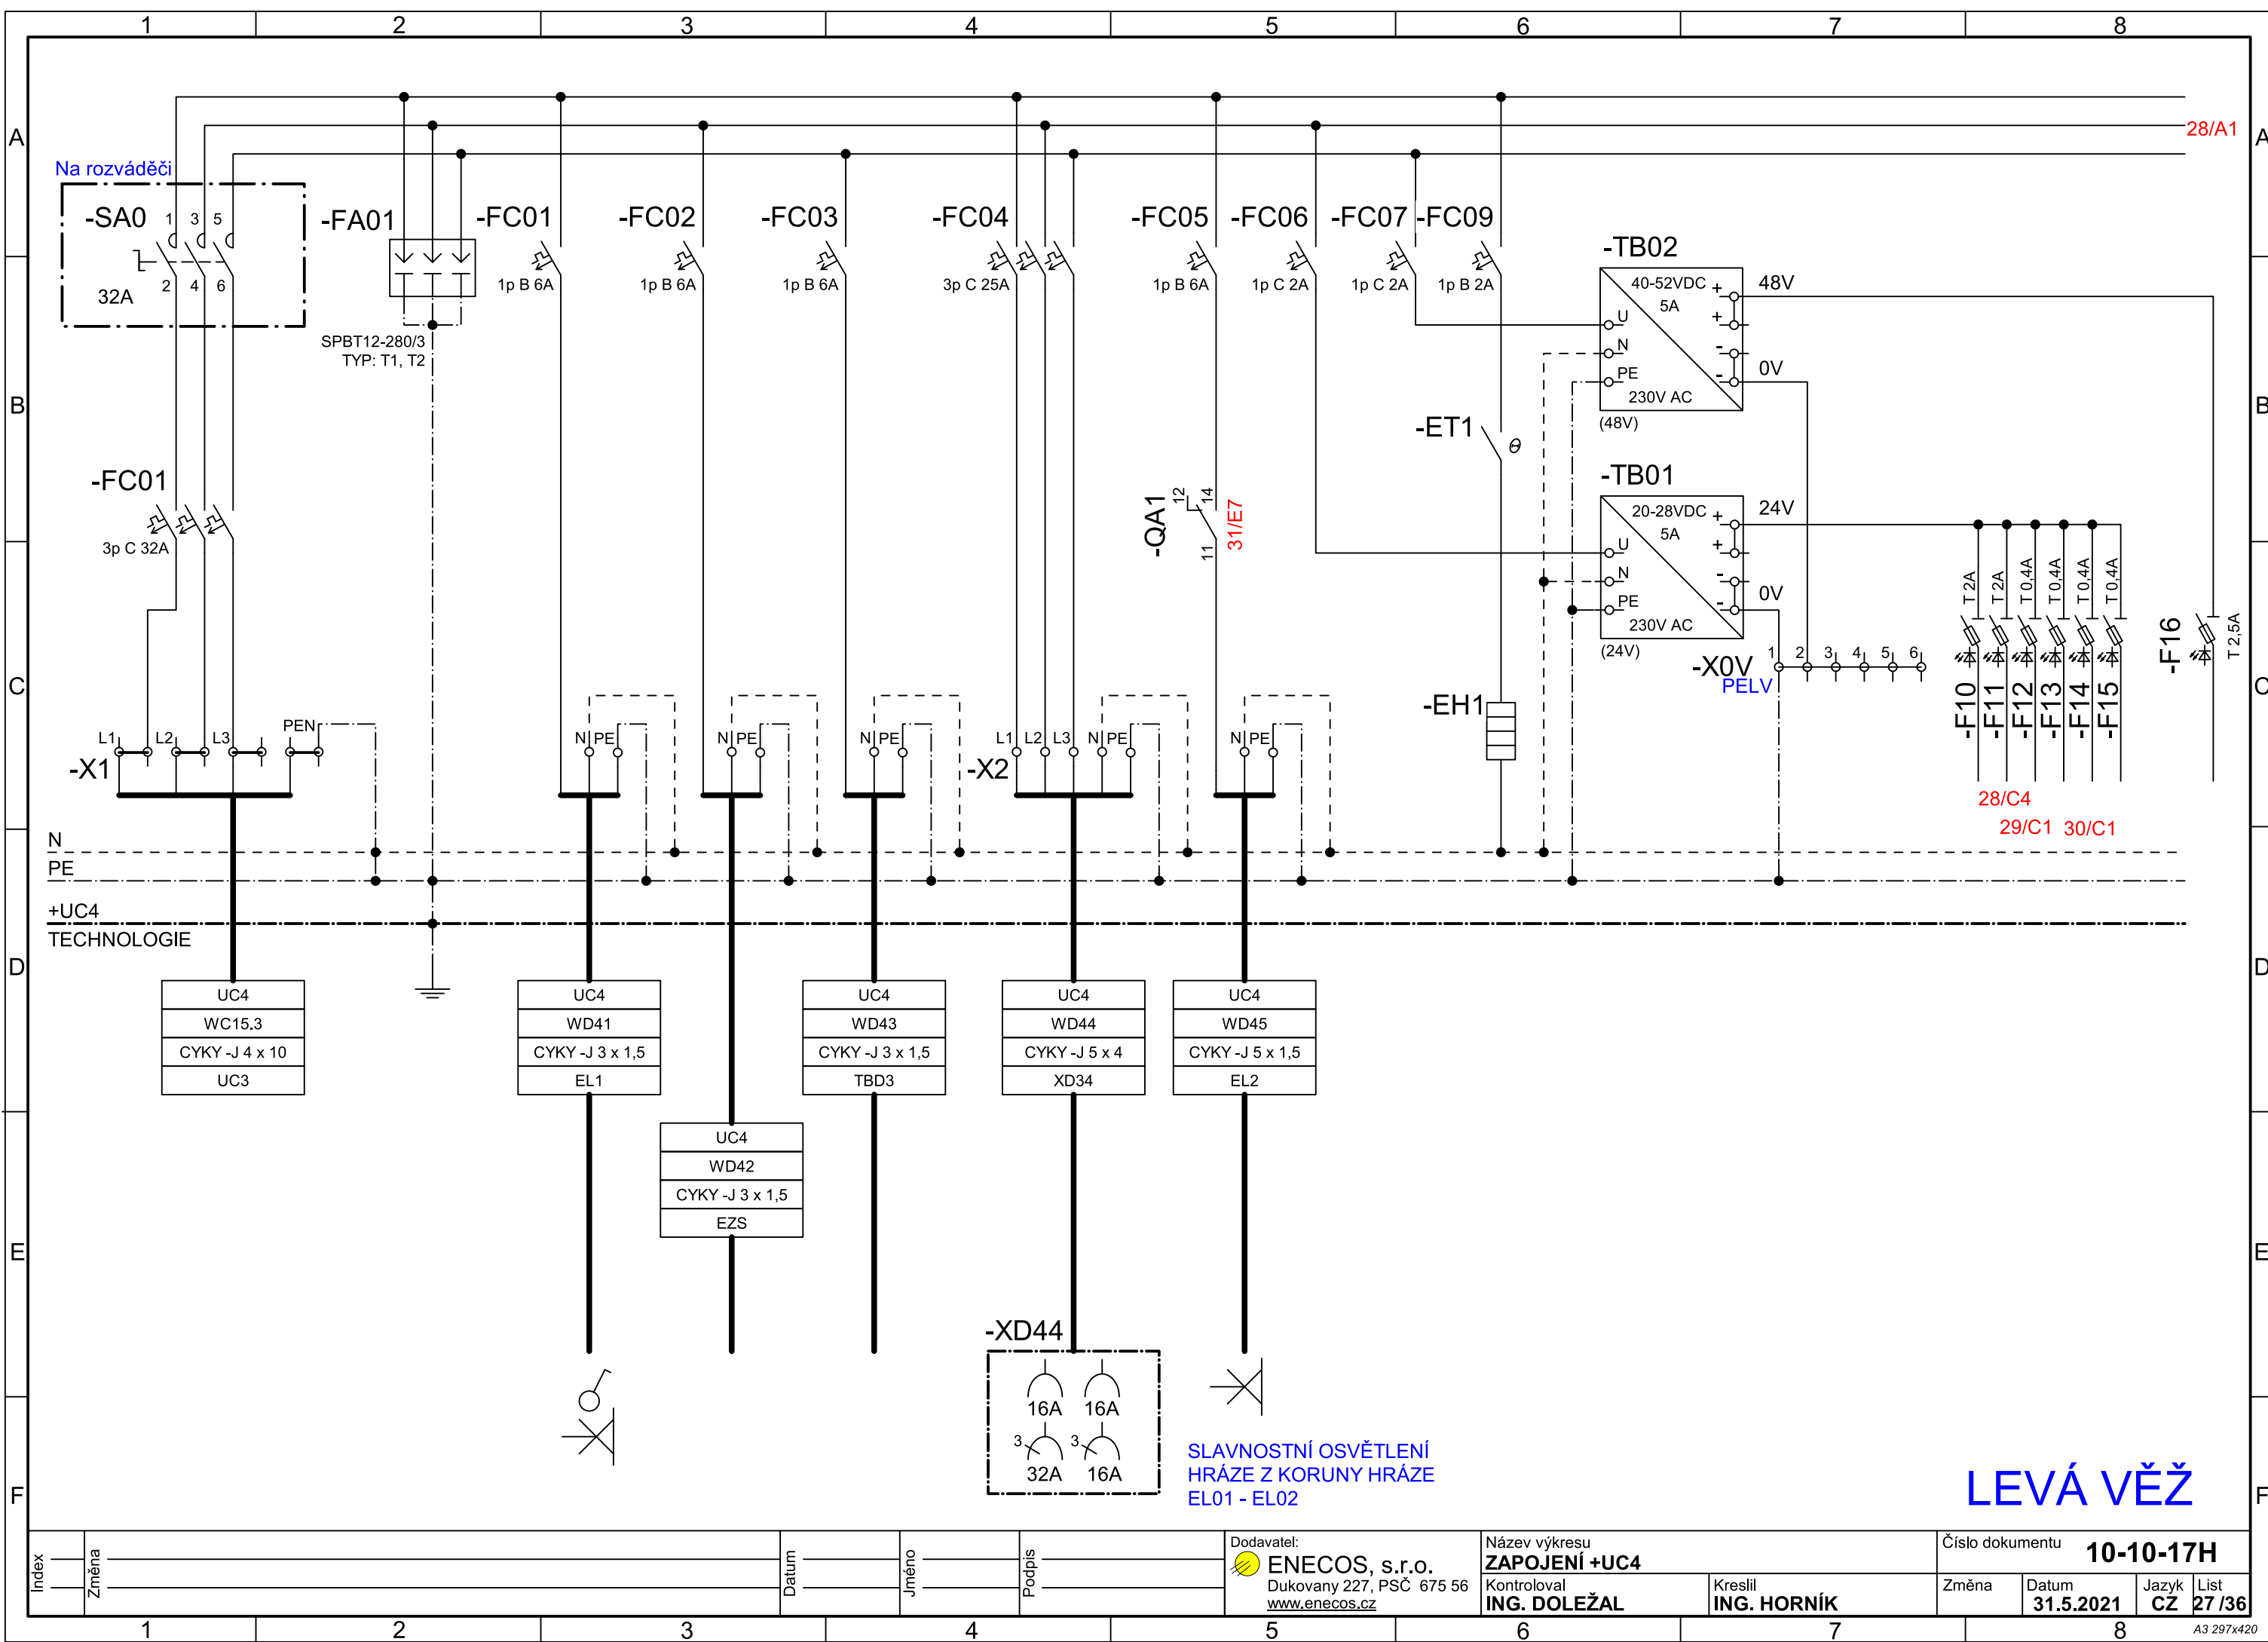 1 2 3 4 5 6 7 8
A 28/A1 A
Na rozváděči
-SA0 1 3 5
2 4 6
32A
-FA01
SPBT12-280/3
TYP: T1, T2
-FC01
1p B 6A
-FC02
1p B 6A
-FC03
1p B 6A
-FC04
3p C 25A
-FC05
1p B 6A
-FC06
1p C 2A
-FC07
1p C 2A
-FC09
1p B 2A
-TB02
40-52VDC + 48V
5A
+
U
N -
PE - 0V
230V AC
(48V)
B B
-ET1 θ
-FC01
3p C 32A
-QA1 12 14
11
31/E7
-TB01
20-28VDC + 24V
5A
+
U
N -
PE - 0V
230V AC
(24V)
-X0V 1 2 3 4 5 6
PELV
T 2A T 2A T 0,4A T 0,4A T 0,4A T 0,4A
-F10 -F11 -F12 -F13 -F14 -F15
-F16 T 2,5A
C C
-EH1
-X1 L1 L2 L3 PEN
N PE
N PE
N PE
-X2 L1 L2 L3 N PE
N PE
28/C4
29/C1 30/C1
N
PE
+UC4
TECHNOLOGIE
D D
UC4
WC15.3
CYKY -J 4 x 10
UC3
UC4
WD41
CYKY -J 3 x 1,5
EL1
UC4
WD42
CYKY -J 3 x 1,5
EZS
UC4
WD43
CYKY -J 3 x 1,5
TBD3
UC4
WD44
CYKY -J 5 x 4
XD34
UC4
WD45
CYKY -J 5 x 1,5
EL2
E E
-XD44
16A 16A
3 3
32A 16A
SLAVNOSTNÍ OSVĚTLENÍ
HRÁZE Z KORUNY HRÁZE
EL01 - EL02
LEVÁ VĚŽ
F F
Index
Změna
Datum
Jméno
Podpis
Dodavatel:
ENECOS, s.r.o.
Dukovany 227, PSČ 675 56
www.enecos.cz
Název výkresu
ZAPOJENÍ +UC4
Kontroloval
ING. DOLEŽAL
Kreslil
ING. HORNÍK
Číslo dokumentu 10-10-17H
Změna
Datum
31.5.2021
Jazyk
CZ
List
27 /36
1 2 3 4 5 6 7 8
A3 297x420